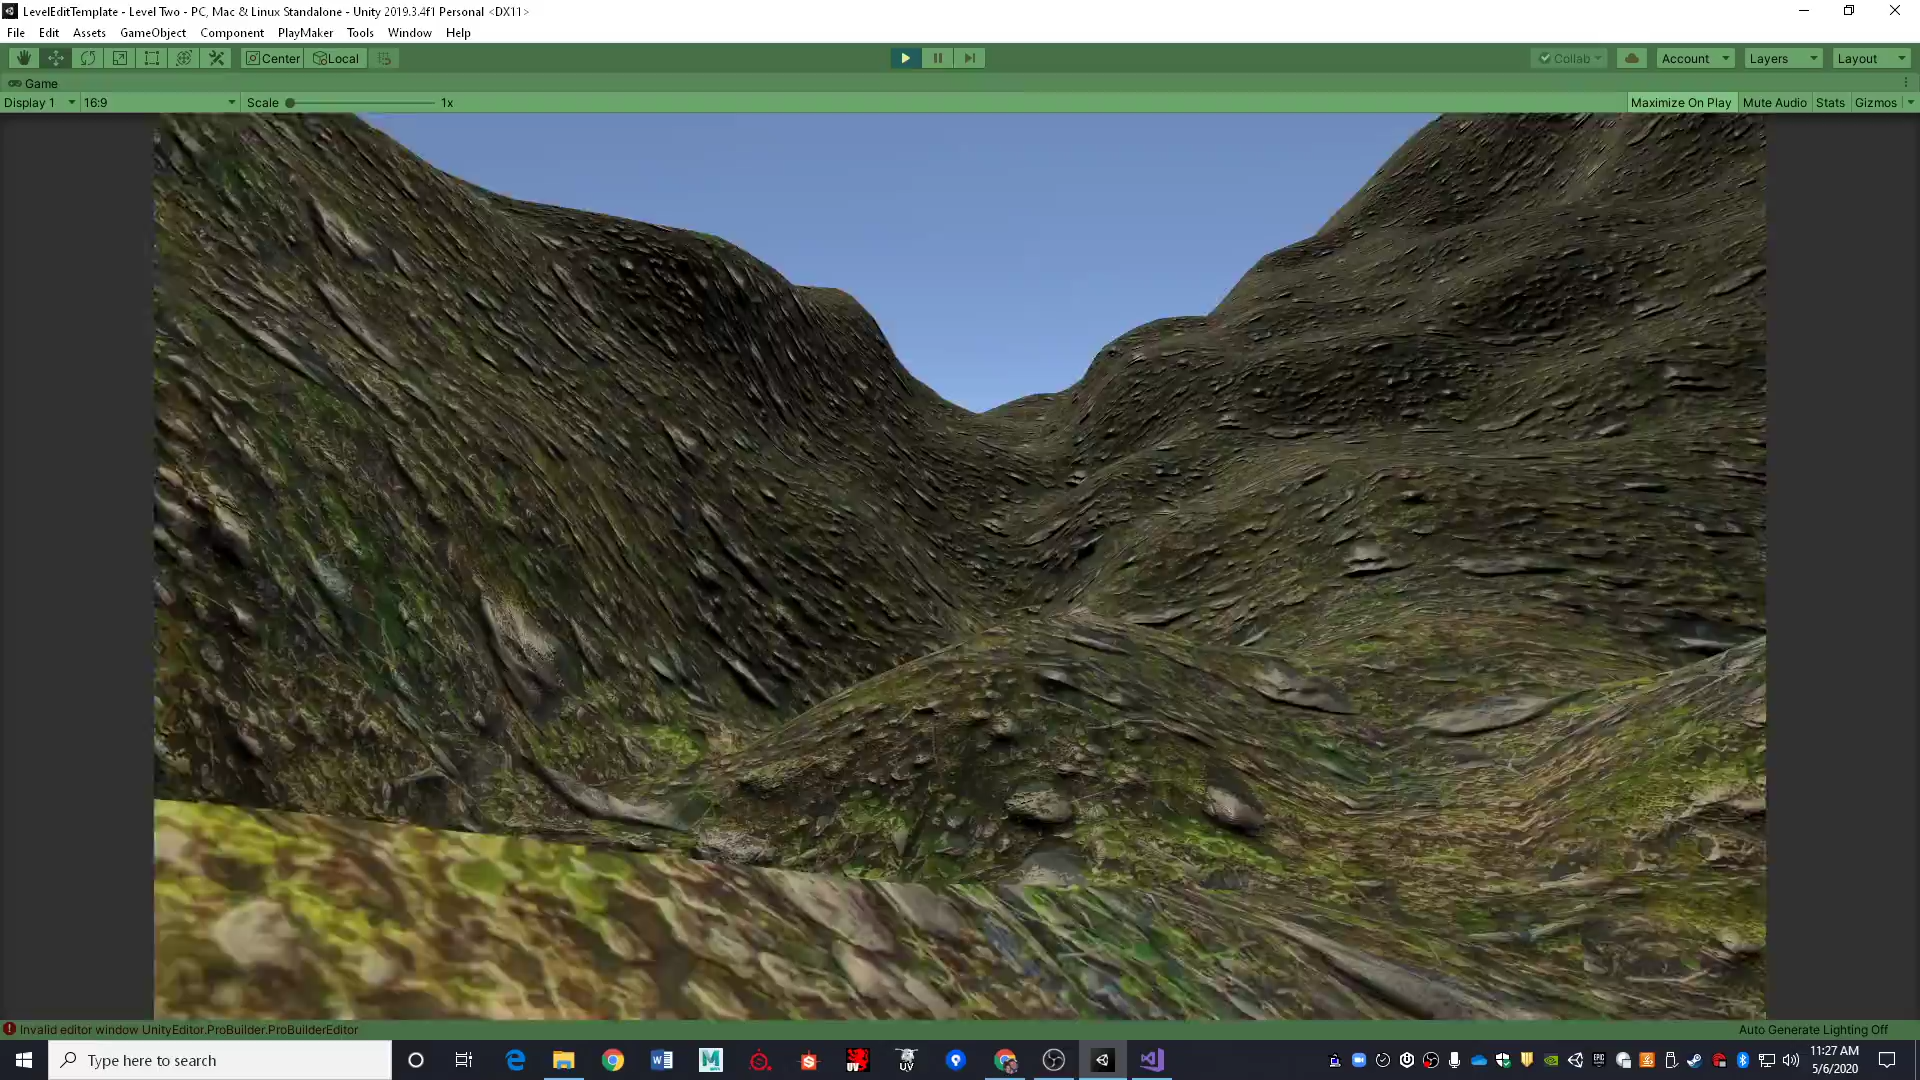 LevelEditTemplate - Level Two - PC, Mac & Linux Standalone - Unity 2019.3.4f1 Personal <DX11>
File Edit Assets GameObject Component PlayMaker Tools Window Help
Center Local Collab Account Layers Layout
Game
Display 1 16:9 Scale 1x Maximize On Play Mute Audio Stats Gizmos
Invalid editor window UnityEditor.ProBuilder.ProBuilderEditor Auto Generate Lighting Off
Type here to search
11:27 AM
5/6/2020